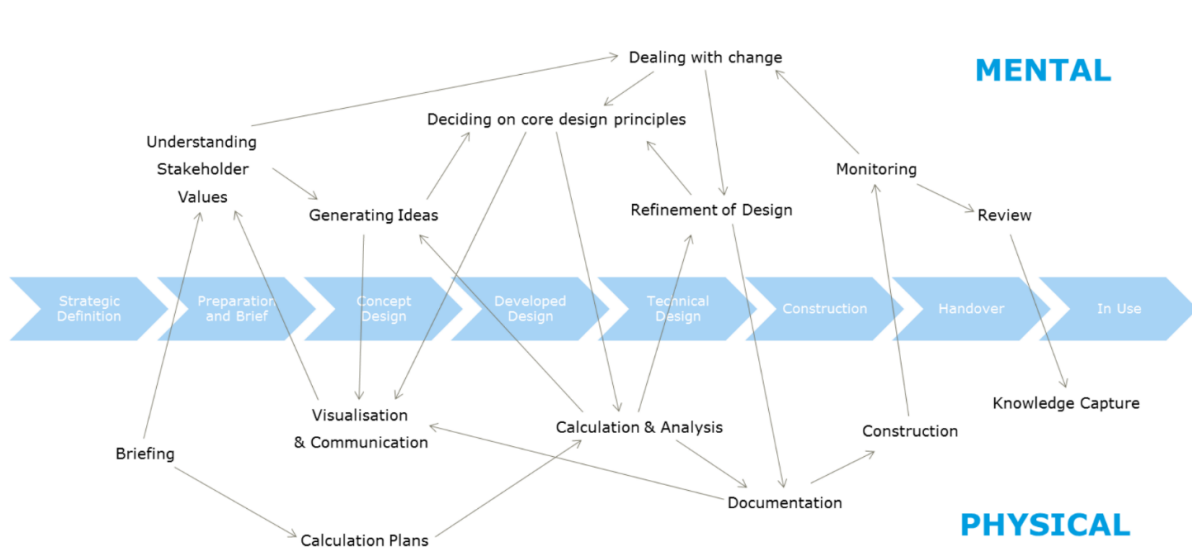 Dealing with change
MENTAL
Deciding on core design principles
Understanding
Stakeholder
Values
Monitoring
Generating Ideas
Refinement of Design
Review
Strategic
Definition
Preparation
and Brief
Concept
Design
Developed
Design
Technical
Design
Construction
Handover
In Use
Visualisation
& Communication
Knowledge Capture
Calculation & Analysis
Construction
Briefing
Documentation
Calculation Plans
PHYSICAL